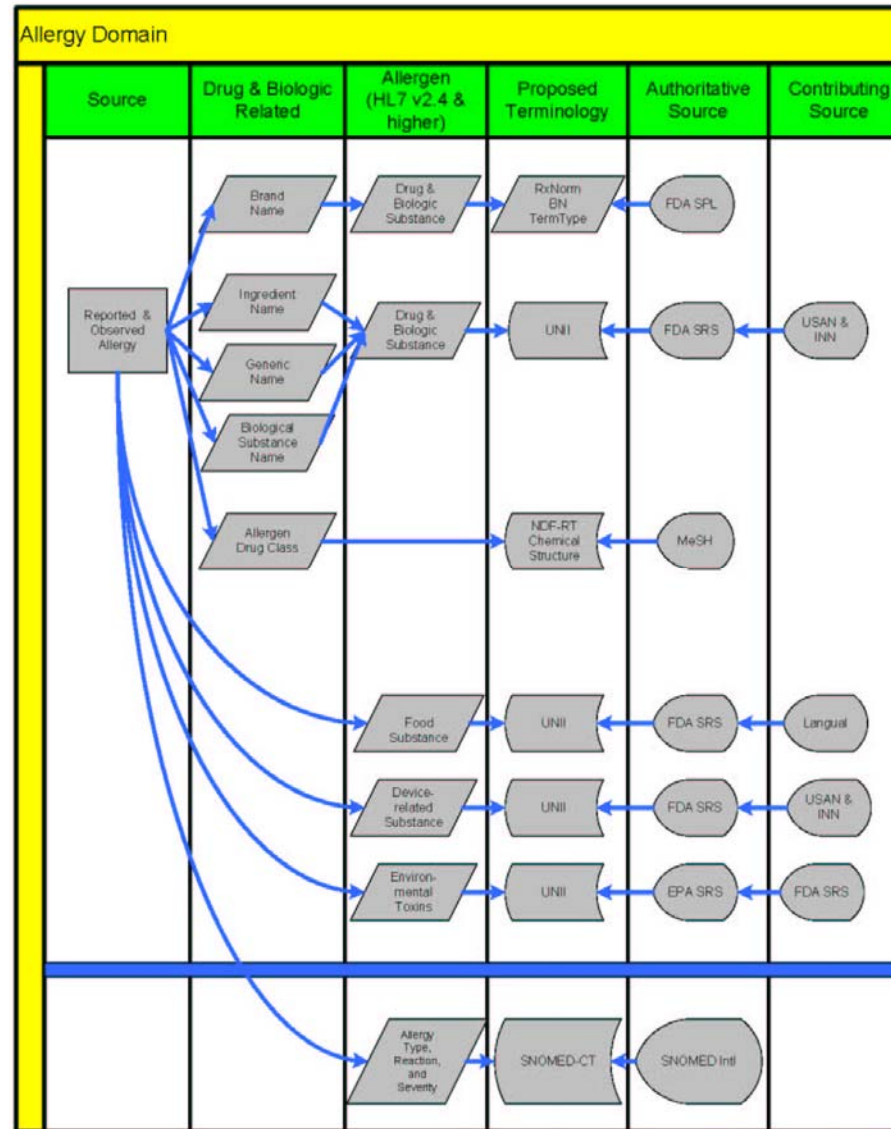 Allergy Domain
Source
Drug & Biologic
Related
Allergen
(HL7 v2.4 &
higher)
Proposed
Terminology
Authoritative
Source
Contributing
Source
Brand
Name
Drug &
Biologic
Substance
RxNorm
BN
TermType
FDA SPL
Reported &
Observed
Allergy
Ingredient
Name
Generic
Name
Biological
Substance
Name
Drug &
Biologic
Substance
UNII
FDA SRS
USAN &
INN
Allergen
Drug Class
NDF-RT
Chemical
Structure
MeSH
Food
Substance
UNII
FDA SRS
Langual
Device-
related
Substance
UNII
FDA SRS
USAN &
INN
Environ-
mental
Toxins
UNII
EPA SRS
FDA SRS
Allergy
Type,
Reaction,
and
Severity
SNOMED-CT
SNOMED Intl